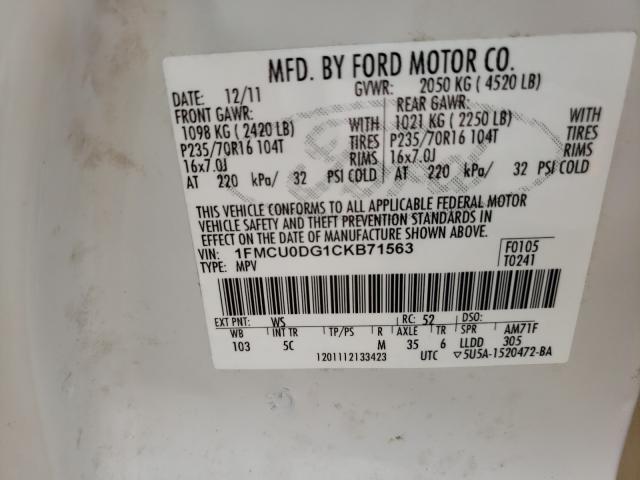 MFD. BY FORD MOTOR CO.
DATE: 12/11 GVWR: 2050 KG ( 4520 LB)
FRONT GAWR: REAR GAWR:
1098 KG ( 2420 LB) WITH 1021 KG ( 2250 LB) WITH
P235/70R16 104T TIRES P235/70R16 104T TIRES
16x7.0J RIMS 16x7.0J RIMS
AT 220 kPa/ 32 PSI COLD AT 220 kPa/ 32 PSI COLD
THIS VEHICLE CONFORMS TO ALL APPLICABLE FEDERAL MOTOR
VEHICLE SAFETY AND THEFT PREVENTION STANDARDS IN
EFFECT ON THE DATE OF MANUFACTURE SHOWN ABOVE.
VIN: 1FMCU0DG1CKB71563 F0105
TYPE: MPV T0241
EXT PNT: WS RC: 52 DSO:
WB INT TR TP/PS R AXLE TR SPR AM71F
103 5C M 35 6 LLDD 305
1201112133423 UTC ▽5U5A-1520472-BA